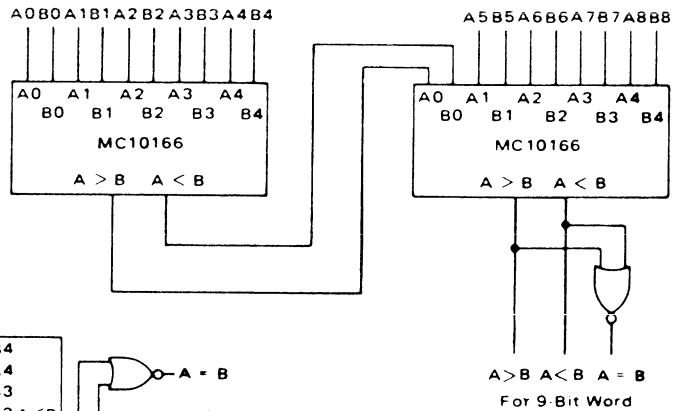 A0B0A1B1A2B2A3B3A4B4
A5B5A6B6A7B7A8B8
A0 A1 A2 A3 A4
B0 B1 B2 B3 B4
MC10166
A > B A < B
A0 A1 A2 A3 A4
B0 B1 B2 B3 B4
MC10166
A > B A < B
A>B A<B A = B
For 9-Bit Word
A = B